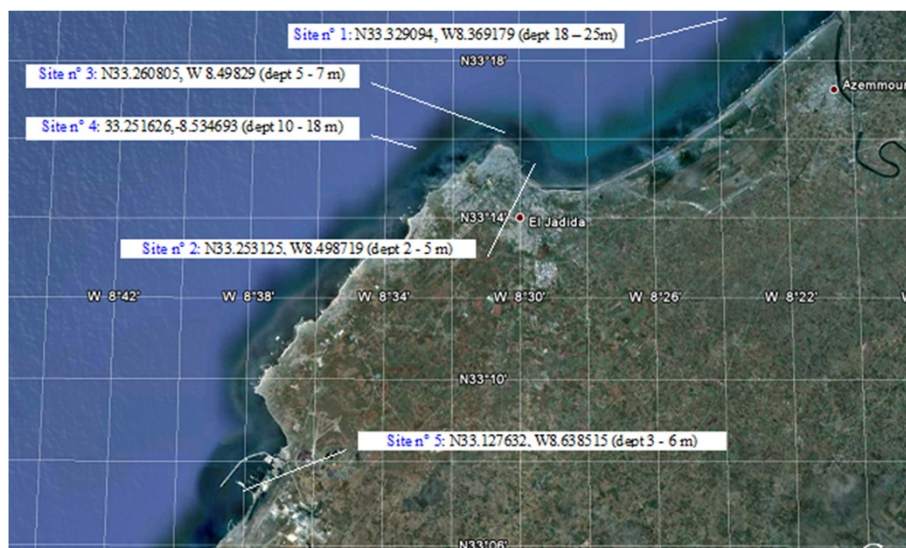 Site n° 1: N33.329094, W8.369179 (dept 18 – 25m)
N33°18'
Site n° 3: N33.260805, W 8.49829 (dept 5 - 7 m)
Azemmour
Site n° 4: 33.251626,-8.534693 (dept 10 - 18 m)
N33°14'
El Jadida
Site n° 2: N33.253125, W8.498719 (dept 2 - 5 m)
W 8°42' W 8°38' W 8°34' W 8°30' W 8°26' W 8°22' W
N33°10'
Site n° 5: N33.127632, W8.638515 (dept 3 - 6 m)
N33°06'